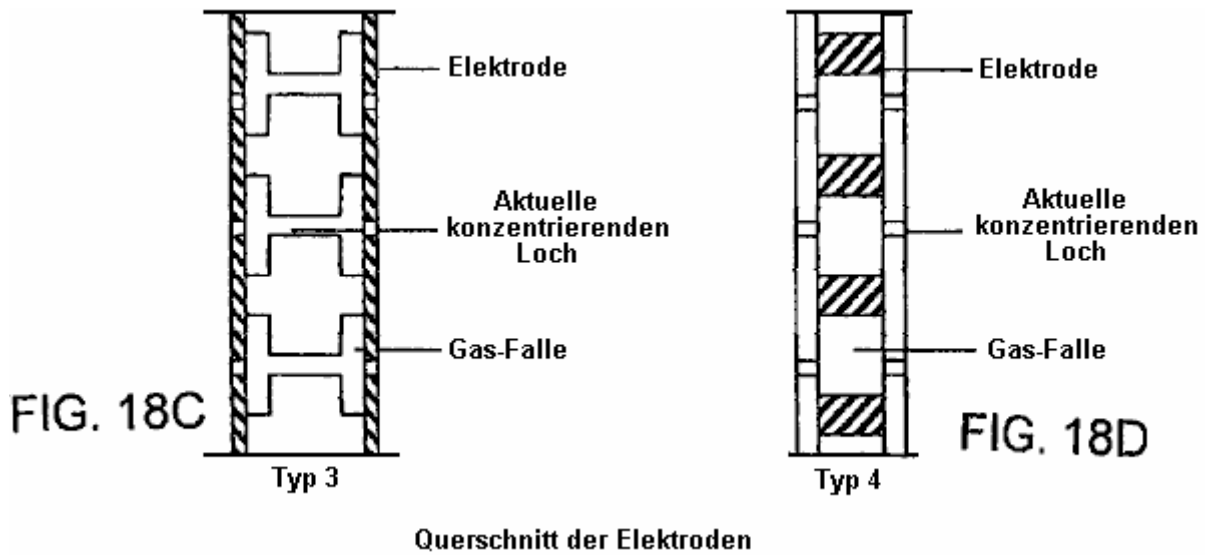 Elektrode
Aktuelle
konzentrierenden
Loch
Gas-Falle
FIG. 18C
Typ 3
Elektrode
Aktuelle
konzentrierenden
Loch
Gas-Falle
FIG. 18D
Typ 4
Querschnitt der Elektroden